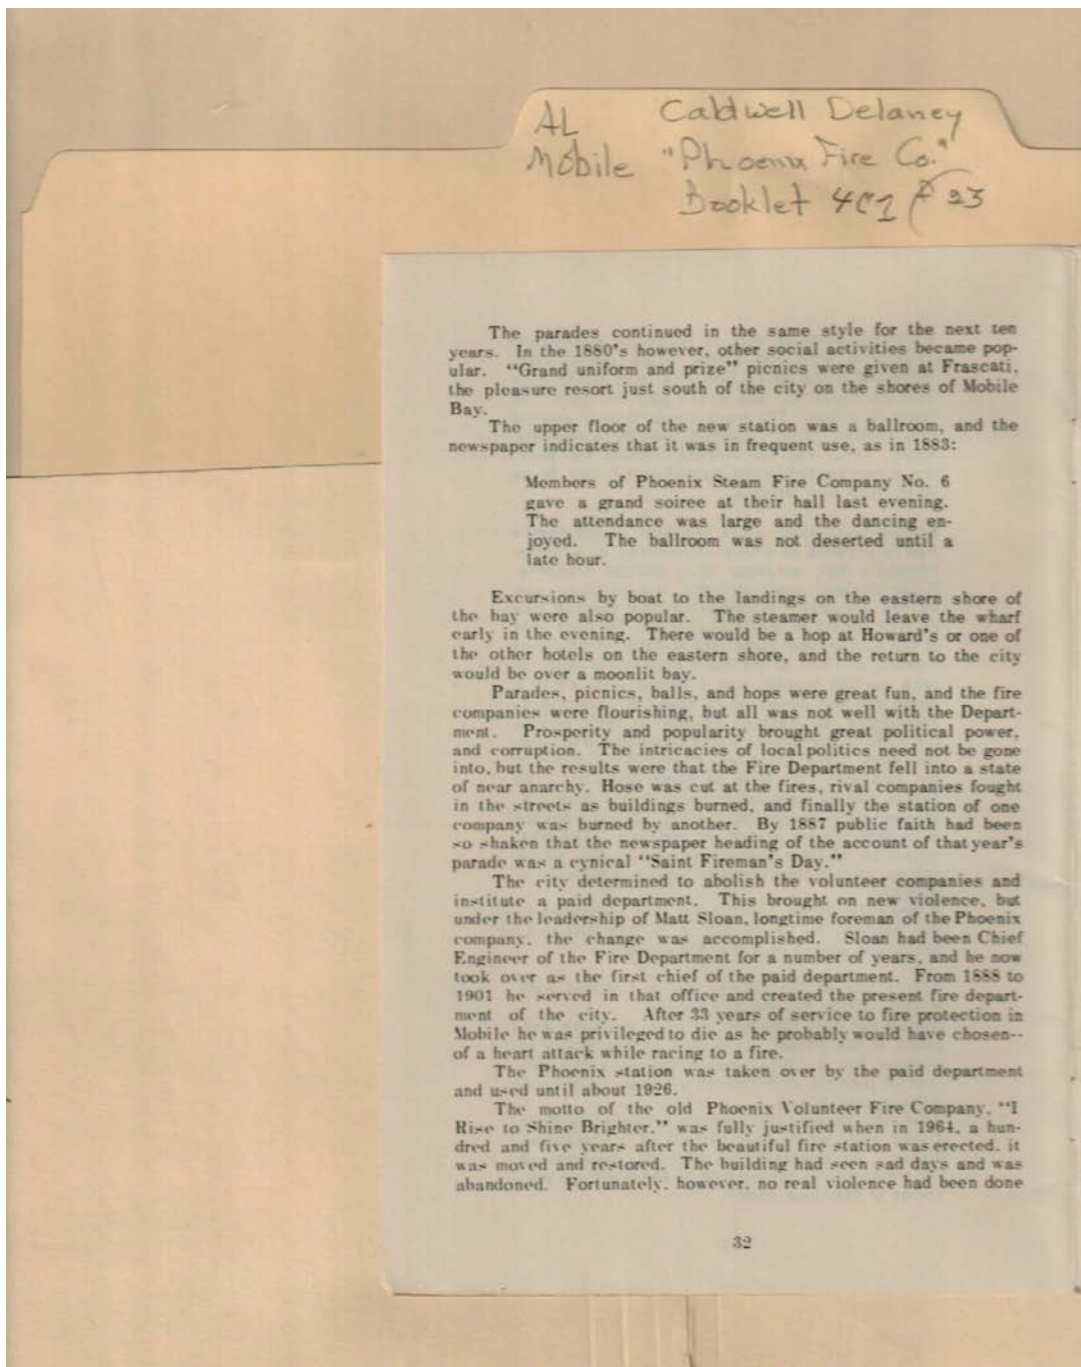 AL
Mobile
Caldwell Delaney
"Phoenix Fire Co."
Booklet 4C1 F 23
The parades continued in the same style for the next ten
years. In the 1880's however, other social activities became pop-
ular. "Grand uniform and prize" picnics were given at Frascati,
the pleasure resort just south of the city on the shores of Mobile
Bay.
The upper floor of the new station was a ballroom, and the
newspaper indicates that it was in frequent use, as in 1883:
Members of Phoenix Steam Fire Company No. 6
gave a grand soiree at their hall last evening.
The attendance was large and the dancing en-
joyed. The ballroom was not deserted until a
late hour.
Excursions by boat to the landings on the eastern shore of
the bay were also popular. The steamer would leave the wharf
early in the evening. There would be a hop at Howard's or one of
the other hotels on the eastern shore, and the return to the city
would be over a moonlit bay.
Parades, picnics, balls, and hops were great fun, and the fire
companies were flourishing, but all was not well with the Depart-
ment. Prosperity and popularity brought great political power,
and corruption. The intricacies of local politics need not be gone
into, but the results were that the Fire Department fell into a state
of near anarchy. Hose was cut at the fires, rival companies fought
in the streets as buildings burned, and finally the station of one
company was burned by another. By 1887 public faith had been
so shaken that the newspaper heading of the account of that year's
parade was a cynical "Saint Fireman's Day."
The city determined to abolish the volunteer companies and
institute a paid department. This brought on new violence, but
under the leadership of Matt Sloan, longtime foreman of the Phoenix
company, the change was accomplished. Sloan had been Chief
Engineer of the Fire Department for a number of years, and he now
took over as the first chief of the paid department. From 1888 to
1901 he served in that office and created the present fire depart-
ment of the city. After 33 years of service to fire protection in
Mobile he was privileged to die as he probably would have chosen--
of a heart attack while racing to a fire.
The Phoenix station was taken over by the paid department
and used until about 1926.
The motto of the old Phoenix Volunteer Fire Company, "I
Rise to Shine Brighter," was fully justified when in 1964, a hun-
dred and five years after the beautiful fire station was erected, it
was moved and restored. The building had seen sad days and was
abandoned. Fortunately, however, no real violence had been done
32